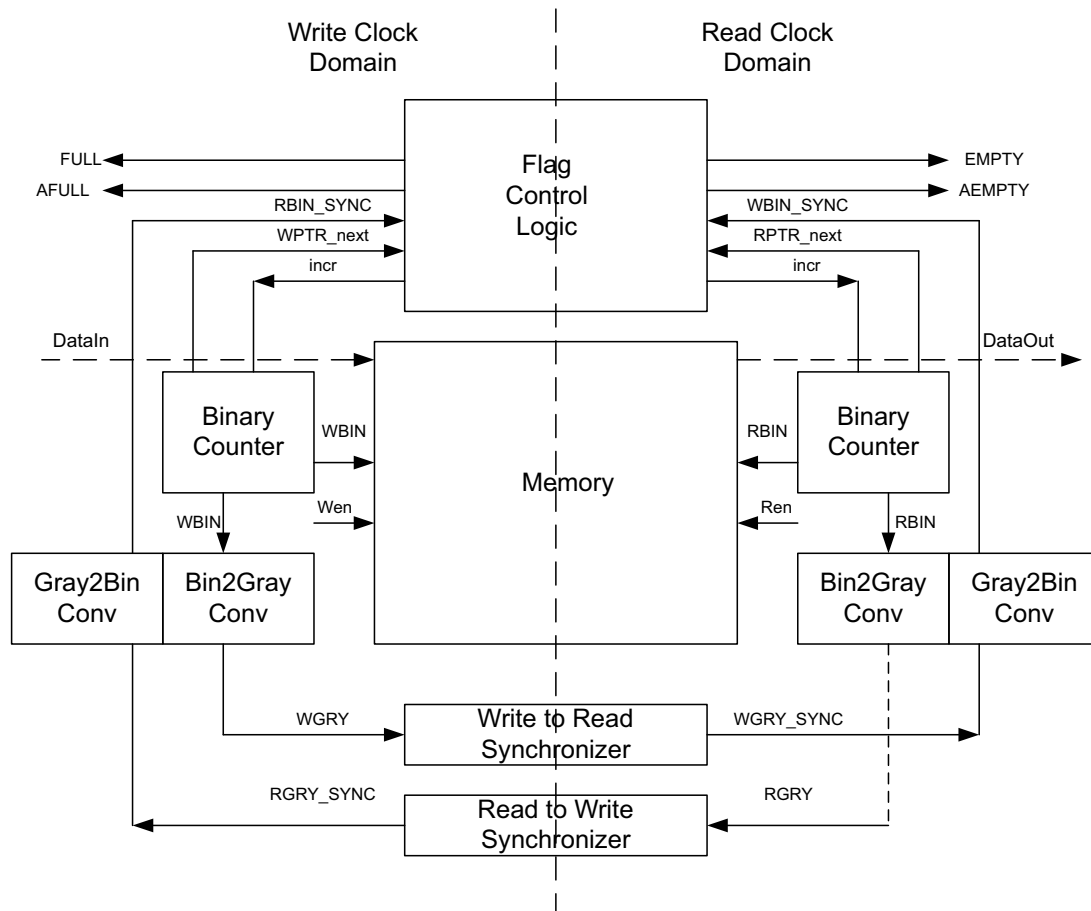 Write Clock
Domain
Read Clock
Domain
FULL
AFULL
RBIN_SYNC
WPTR_next
incr
Flag
Control
Logic
EMPTY
AEMPTY
WBIN_SYNC
RPTR_next
incr
DataIn
DataOut
Binary
Counter
WBIN
Memory
RBIN
Binary
Counter
WBIN
Wen
Ren
RBIN
Gray2Bin
Conv
Bin2Gray
Conv
Bin2Gray
Conv
Gray2Bin
Conv
WGRY
Write to Read
Synchronizer
WGRY_SYNC
RGRY_SYNC
Read to Write
Synchronizer
RGRY